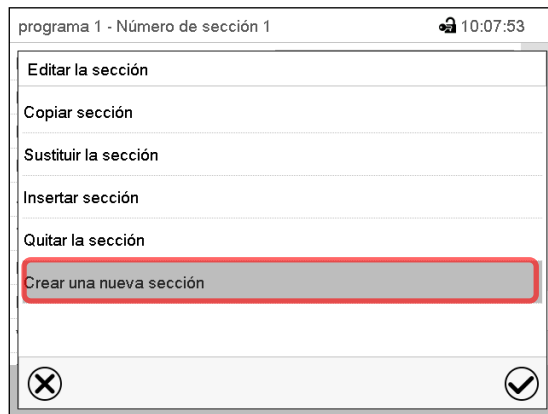 programa 1 - Número de sección 1 10:07:53
Editar la sección
Copiar sección
Sustituir la sección
Insertar sección
Quitar la sección
Crear una nueva sección